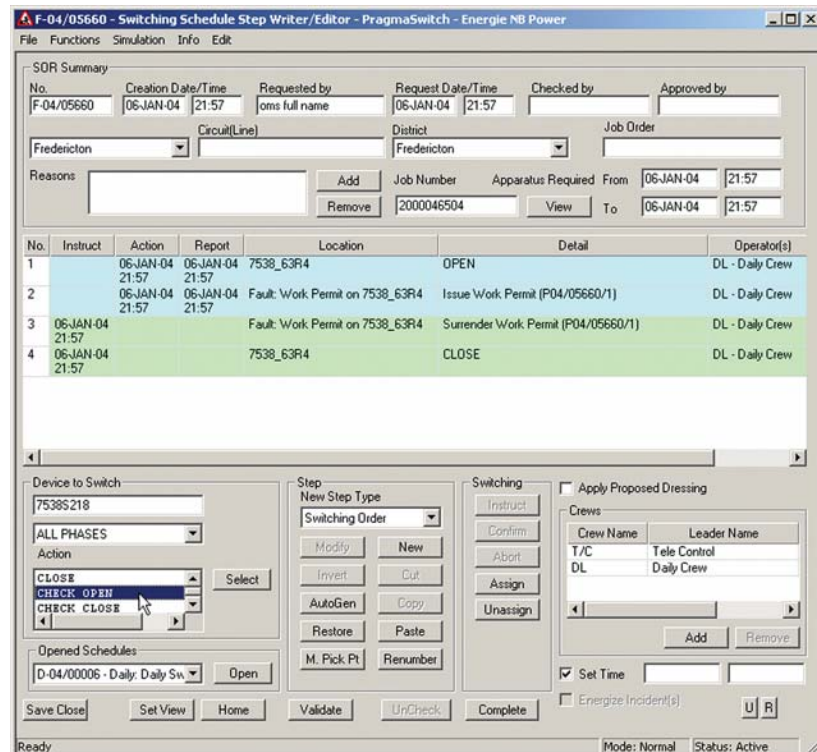 F-04/05660 - Switching Schedule Step Writer/Editor - PragmaSwitch - Energie NB Power
File Functions Simulation Info Edit
SOR Summary
No. Creation Date/Time Requested by Request Date/Time Checked by Approved by
F-04/05660 06-JAN-04 21:57 oms full name 06-JAN-04 21:57
Circuit(Line) District Job Order
Fredericton Fredericton
Reasons Add Job Number Apparatus Required From 06-JAN-04 21:57
Remove 2000046504 View To 06-JAN-04 21:57
No. Instruct Action Report Location Detail Operator(s)
1 06-JAN-04 21:57 06-JAN-04 21:57 7538_63R4 OPEN DL - Daily Crew
2 06-JAN-04 21:57 06-JAN-04 21:57 Fault: Work Permit on 7538_63R4 Issue Work Permit (P04/05660/1) DL - Daily Crew
3 06-JAN-04 21:57 Fault: Work Permit on 7538_63R4 Surrender Work Permit (P04/05660/1) DL - Daily Crew
4 06-JAN-04 21:57 7538_63R4 CLOSE DL - Daily Crew
Device to Switch
7538S218
ALL PHASES
Action
CLOSE
CHECK OPEN
CHECK CLOSE
Select
Opened Schedules
D-04/00006 - Daily: Daily Sw Open
Step
New Step Type
Switching Order
Modify New
Invert Cut
AutoGen Copy
Restore Paste
M. Pick Pt Renumber
Switching
Instruct
Confirm
Abort
Assign
Unassign
Apply Proposed Dressing
Crews
Crew Name Leader Name
T/C Tele Control
DL Daily Crew
Add Remove
Set Time
Energize Incident(s) U R
Save Close Set View Home Validate UnCheck Complete
Ready Mode: Normal Status: Active